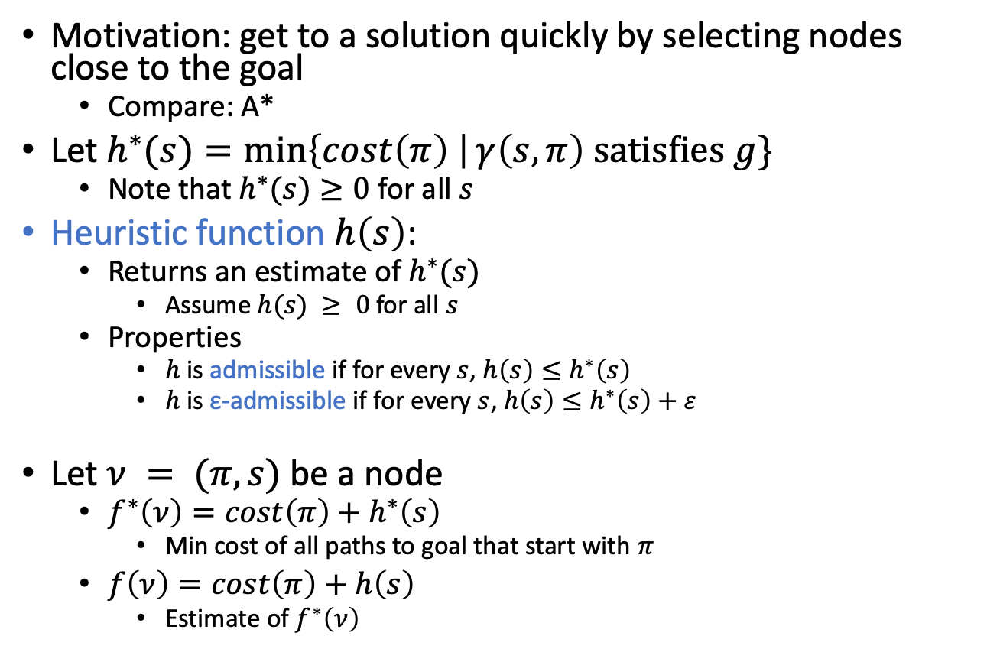 • Motivation: get to a solution quickly by selecting nodes
close to the goal
• Compare: A*
• Let h*(s) = min{cost(π) | γ(s, π) satisfies g}
• Note that h*(s) ≥ 0 for all s
• Heuristic function h(s):
• Returns an estimate of h*(s)
• Assume h(s) ≥ 0 for all s
• Properties
• h is admissible if for every s, h(s) ≤ h*(s)
• h is ε-admissible if for every s, h(s) ≤ h*(s) + ε
• Let ν = (π, s) be a node
• f*(ν) = cost(π) + h*(s)
• Min cost of all paths to goal that start with π
• f(ν) = cost(π) + h(s)
• Estimate of f*(ν)